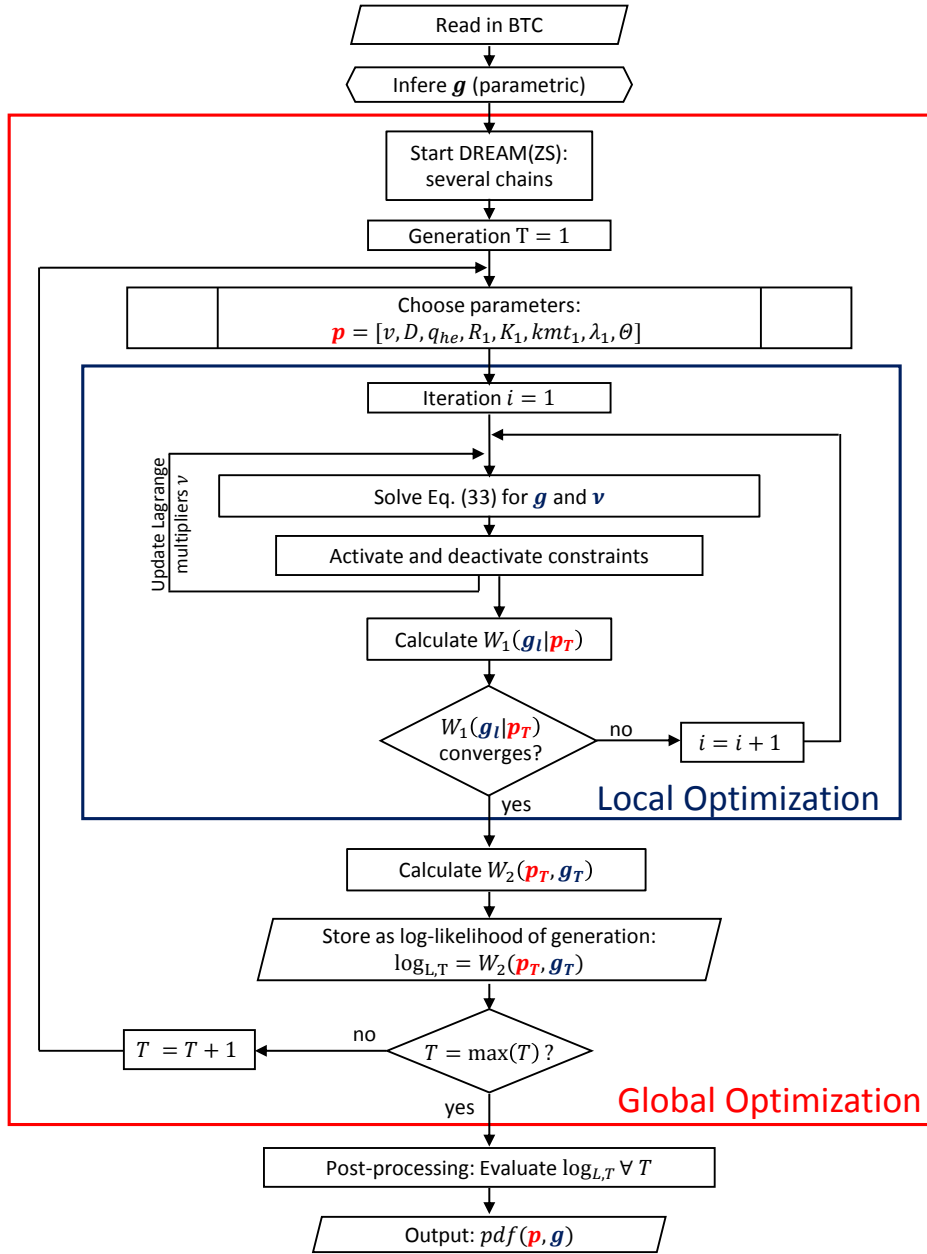 Read in BTC
Infere g (parametric)
Start DREAM(ZS):
several chains
Generation T = 1
Choose parameters:
p = [v, D, q_he, R_1, K_1, kmt_1, λ_1, Θ]
Iteration i = 1
Update Lagrange
multipliers ν
Solve Eq. (33) for g and ν
Activate and deactivate constraints
Calculate W_1(g_l|p_T)
W_1(g_l|p_T)
converges?
no
i = i + 1
Local Optimization
yes
Calculate W_2(p_T, g_T)
Store as log-likelihood of generation:
log_L,T = W_2(p_T, g_T)
T = max(T) ?
no
T = T + 1
yes
Global Optimization
Post-processing: Evaluate log_L,T ∀ T
Output: pdf(p, g)